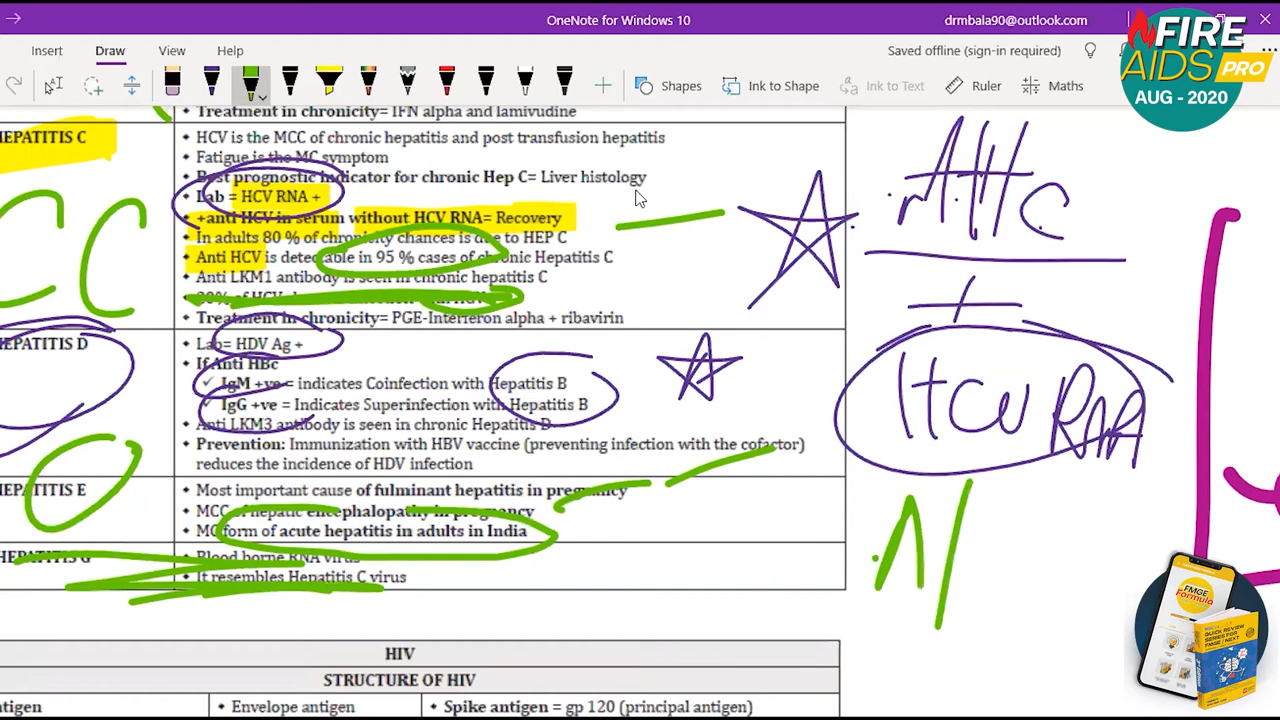 OneNote for Windows 10
drmbala90@outlook.com
Insert Draw View Help
Saved offline (sign-in required)
Shapes Ink to Shape Ink to Text Ruler Maths
FIRE
AIDS PRO
AUG - 2020
Treatment in chronicity= IFN alpha and lamivudine
EPATITIS C
HCV is the MCC of chronic hepatitis and post transfusion hepatitis
Fatigue is the MC symptom
Best prognostic indicator for chronic Hep C= Liver histology
Lab = HCV RNA +
+anti HCV in serum without HCV RNA= Recovery
In adults 80 % of chronicity chances is due to HEP C
Anti HCV is detectable in 95 % cases of chronic Hepatitis C
Anti LKM1 antibody is seen in chronic hepatitis C
Treatment in chronicity= PGE-Interferon alpha + ribavirin
C C
EPATITIS D
Lab= HDV Ag +
If Anti HBc
✓ IgM +ve = indicates Coinfection with Hepatitis B
✓ IgG +ve = Indicates Superinfection with Hepatitis B
Anti LKM3 antibody is seen in chronic Hepatitis D
Prevention: Immunization with HBV vaccine (preventing infection with the cofactor)
reduces the incidence of HDV infection
EPATITIS E
Most important cause of fulminant hepatitis in pregnancy
MCC of hepatic encephalopathy in pregnancy
MC form of acute hepatitis in adults in India
HEPATITIS G
Blood borne RNA virus
It resembles Hepatitis C virus
+
HCV RNA
HIV
STRUCTURE OF HIV
ntigen
Envelope antigen
Spike antigen = gp 120 (principal antigen)
FMGE
Formula
QUICK REVIEW
SERIES FOR
FMGE / NEXT